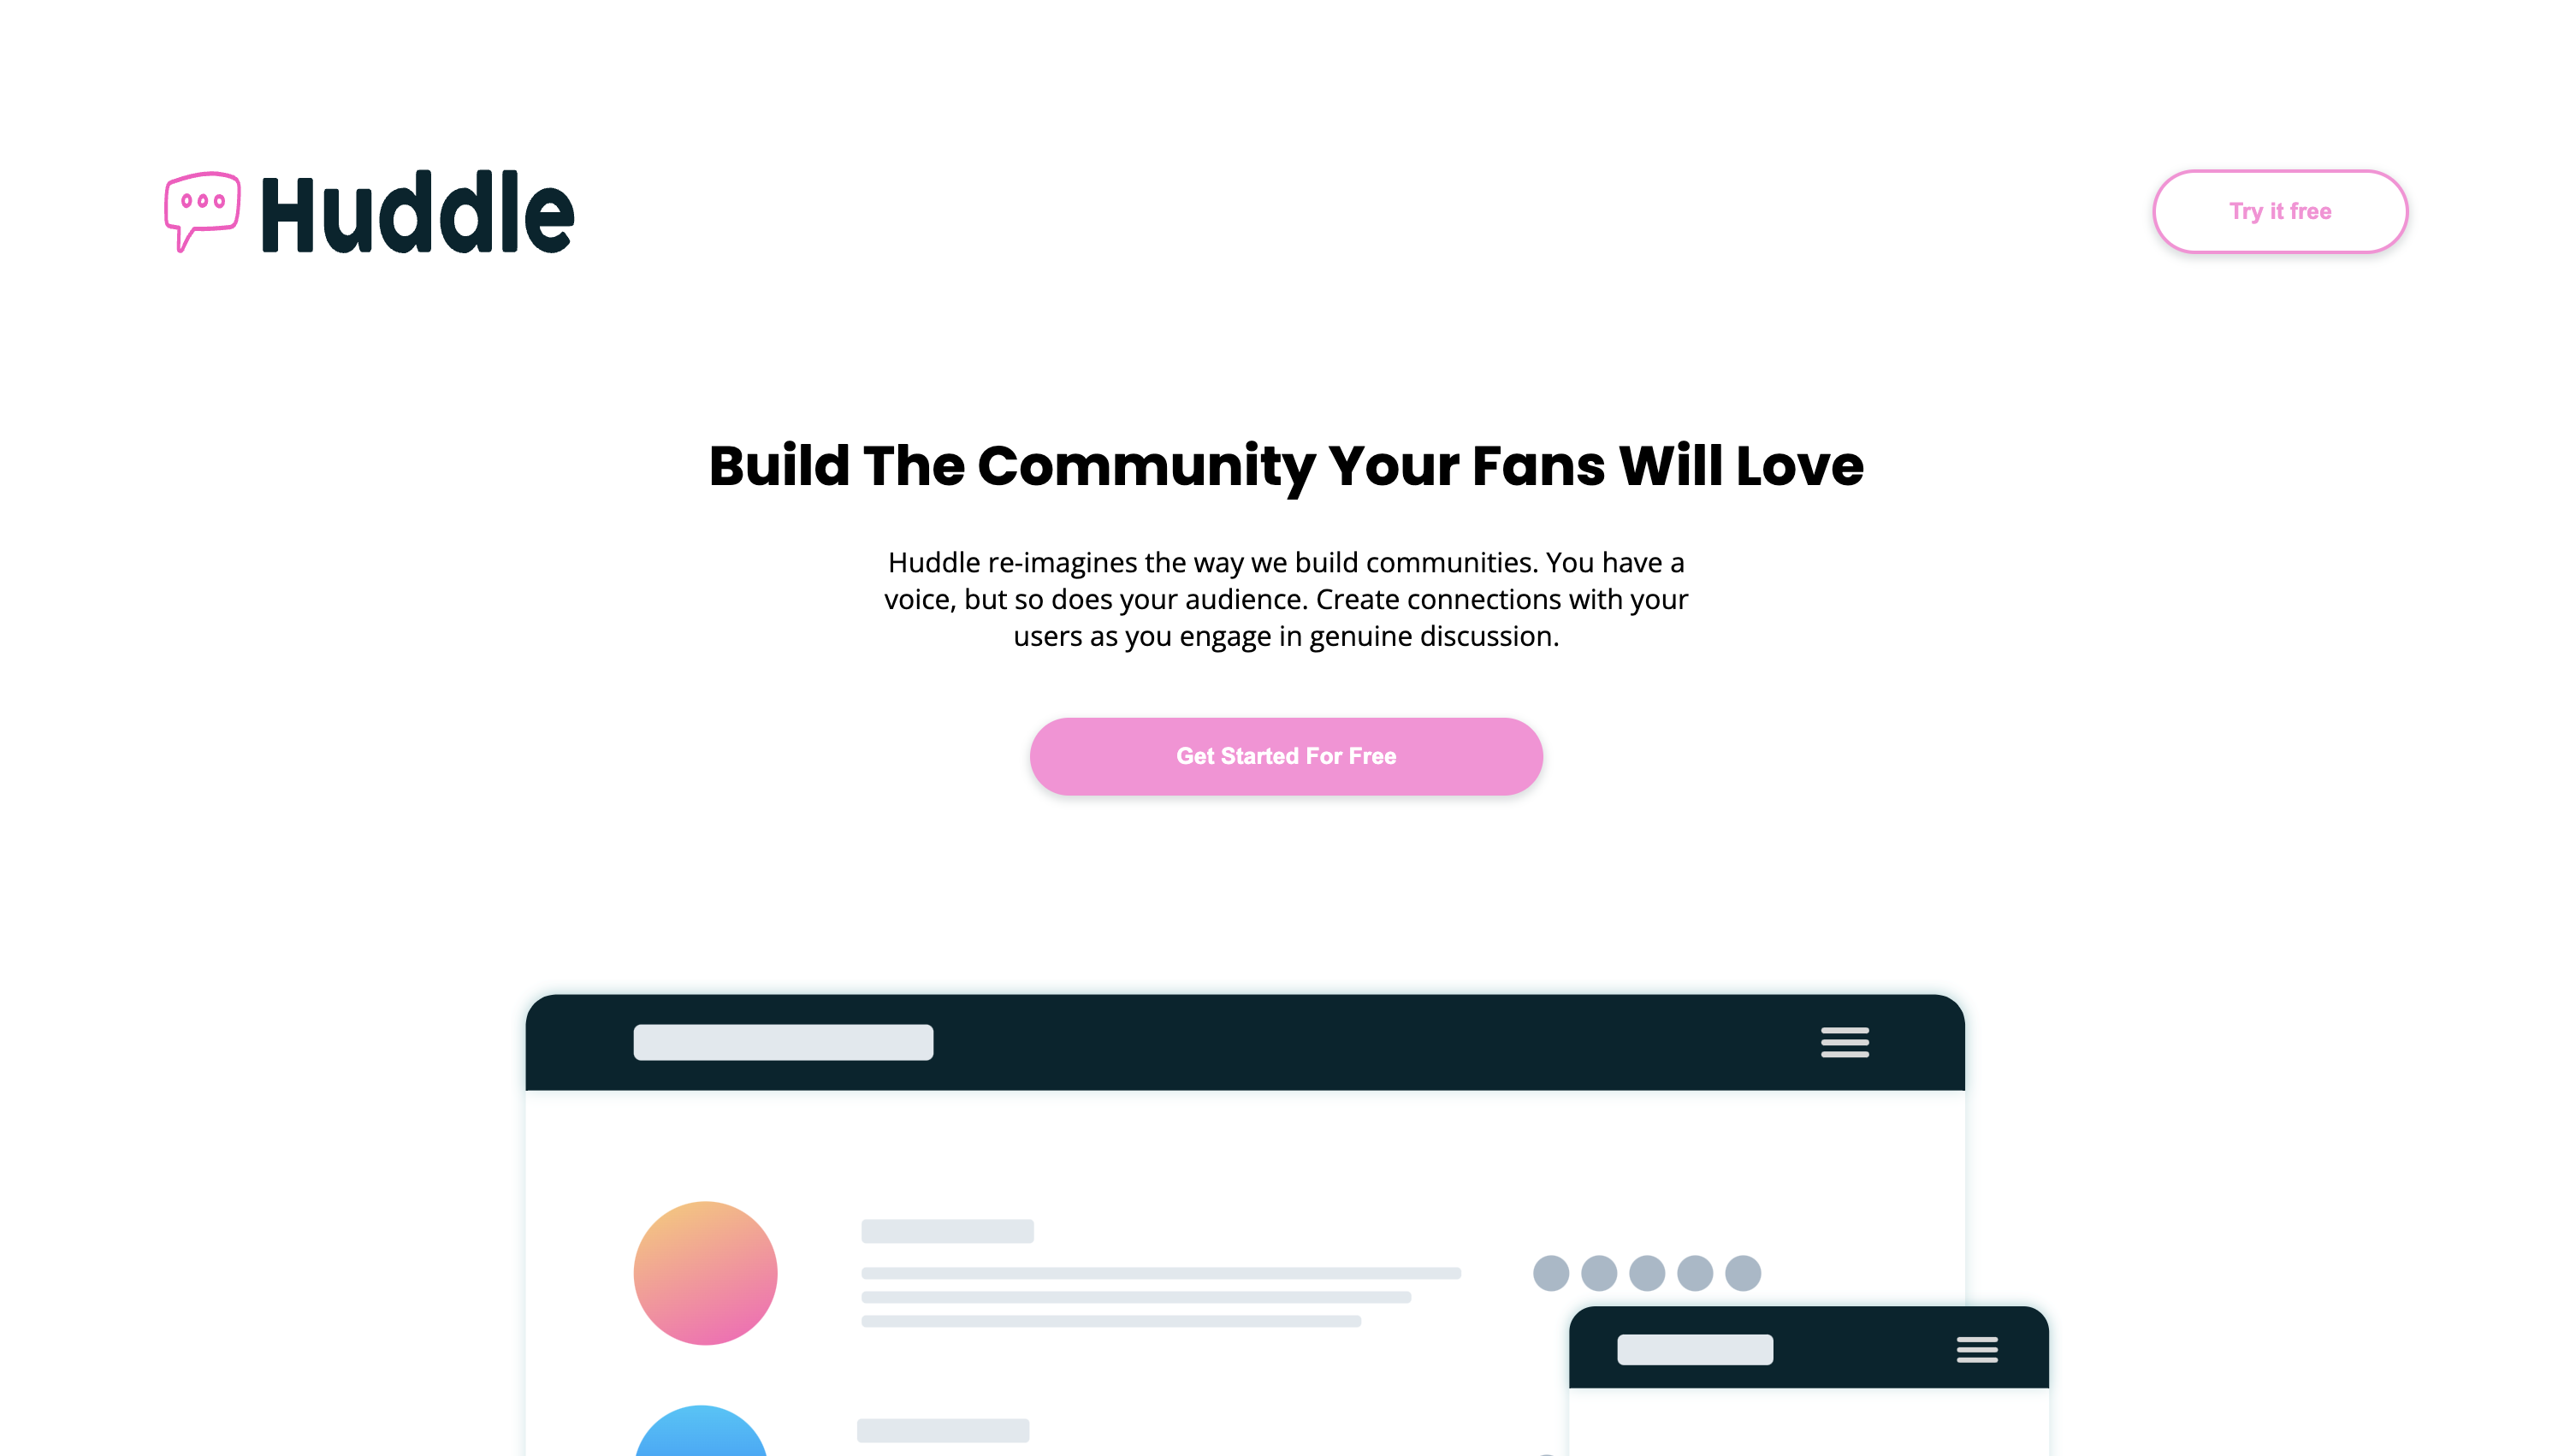 Huddle
Try it free
Build The Community Your Fans Will Love
Huddle re-imagines the way we build communities. You have a
voice, but so does your audience. Create connections with your
users as you engage in genuine discussion.
Get Started For Free